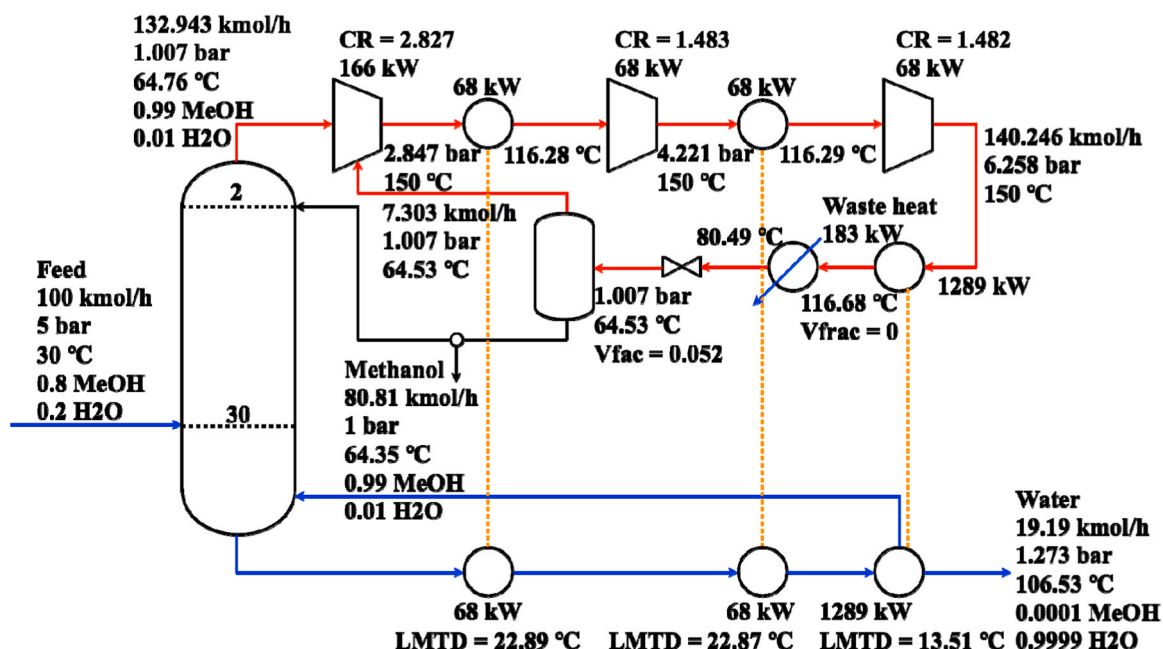 132.943 kmol/h
1.007 bar
64.76 ℃
0.99 MeOH
0.01 H2O
CR = 2.827
166 kW
68 kW
CR = 1.483
68 kW
68 kW
CR = 1.482
68 kW
2.847 bar
150 ℃
116.28 ℃
4.221 bar
150 ℃
116.29 ℃
140.246 kmol/h
6.258 bar
150 ℃
2
7.303 kmol/h
1.007 bar
64.53 ℃
80.49 ℃
Waste heat
183 kW
1289 kW
116.68 ℃
Vfrac = 0
1.007 bar
64.53 ℃
Vfac = 0.052
Feed
100 kmol/h
5 bar
30 ℃
0.8 MeOH
0.2 H2O
30
Methanol
80.81 kmol/h
1 bar
64.35 ℃
0.99 MeOH
0.01 H2O
Water
19.19 kmol/h
1.273 bar
106.53 ℃
0.0001 MeOH
0.9999 H2O
68 kW
LMTD = 22.89 ℃
68 kW
LMTD = 22.87 ℃
1289 kW
LMTD = 13.51 ℃